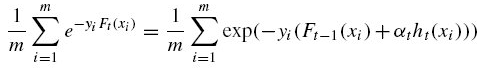 \frac{1}{m} \sum_{i=1}^{m} e^{-y_i F_t(x_i)} = \frac{1}{m} \sum_{i=1}^{m} \exp(-y_i(F_{t-1}(x_i) + \alpha_t h_t(x_i)))